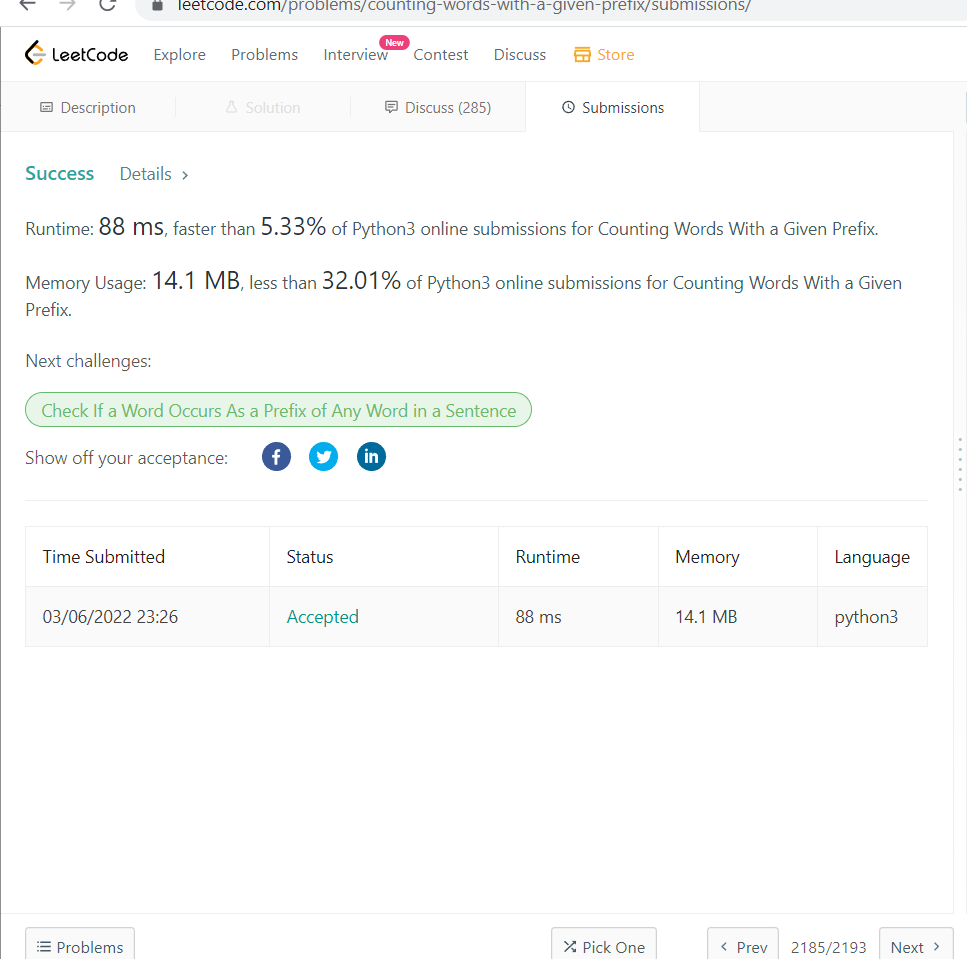 leetcode.com/problems/counting-words-with-a-given-prefix/submissions/
LeetCode Explore Problems Interview New Contest Discuss Store
Description Solution Discuss (285) Submissions
Success Details >
Runtime: 88 ms, faster than 5.33% of Python3 online submissions for Counting Words With a Given Prefix.
Memory Usage: 14.1 MB, less than 32.01% of Python3 online submissions for Counting Words With a Given
Prefix.
Next challenges:
Check If a Word Occurs As a Prefix of Any Word in a Sentence
Show off your acceptance: f in
Time Submitted Status Runtime Memory Language
03/06/2022 23:26 Accepted 88 ms 14.1 MB python3
Problems Pick One < Prev 2185/2193 Next >